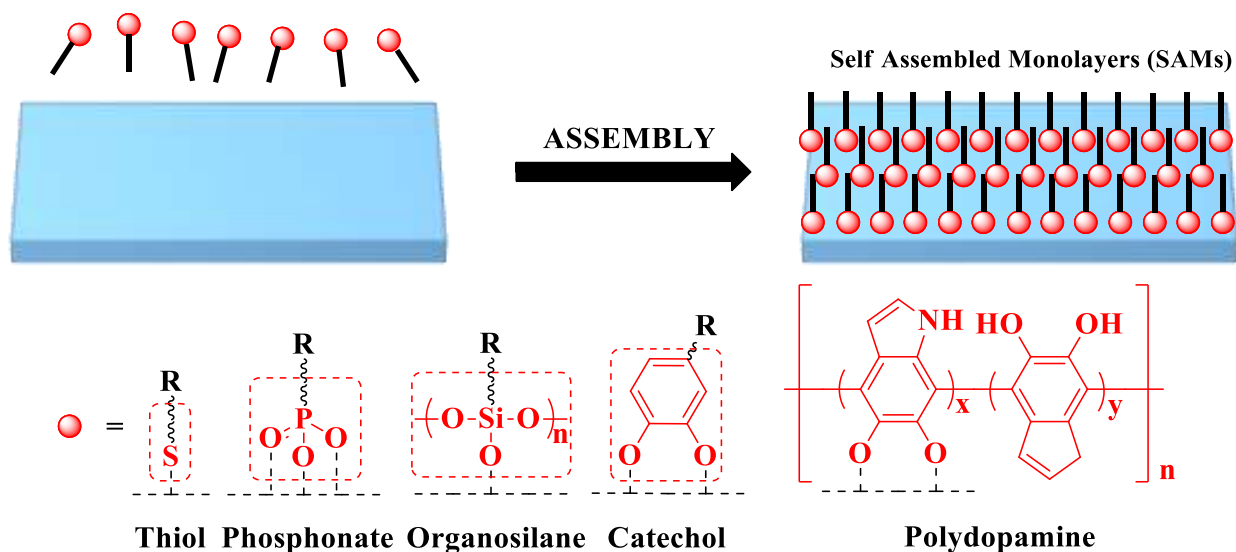 Self Assembled Monolayers (SAMs)
ASSEMBLY
=
R
S
Thiol
R
P
O O
O
Phosphonate
R
( O Si O ) n
O
Organosilane
R
O O
Catechol
NH
HO OH
( ) x ( ) y
O O
n
Polydopamine